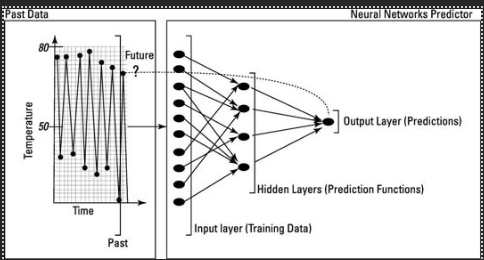 Past Data
Neural Networks Predictor
80
Future
?
Temperature
50
Output Layer (Predictions)
Hidden Layers (Prediction Functions)
Time
Input layer (Training Data)
Past